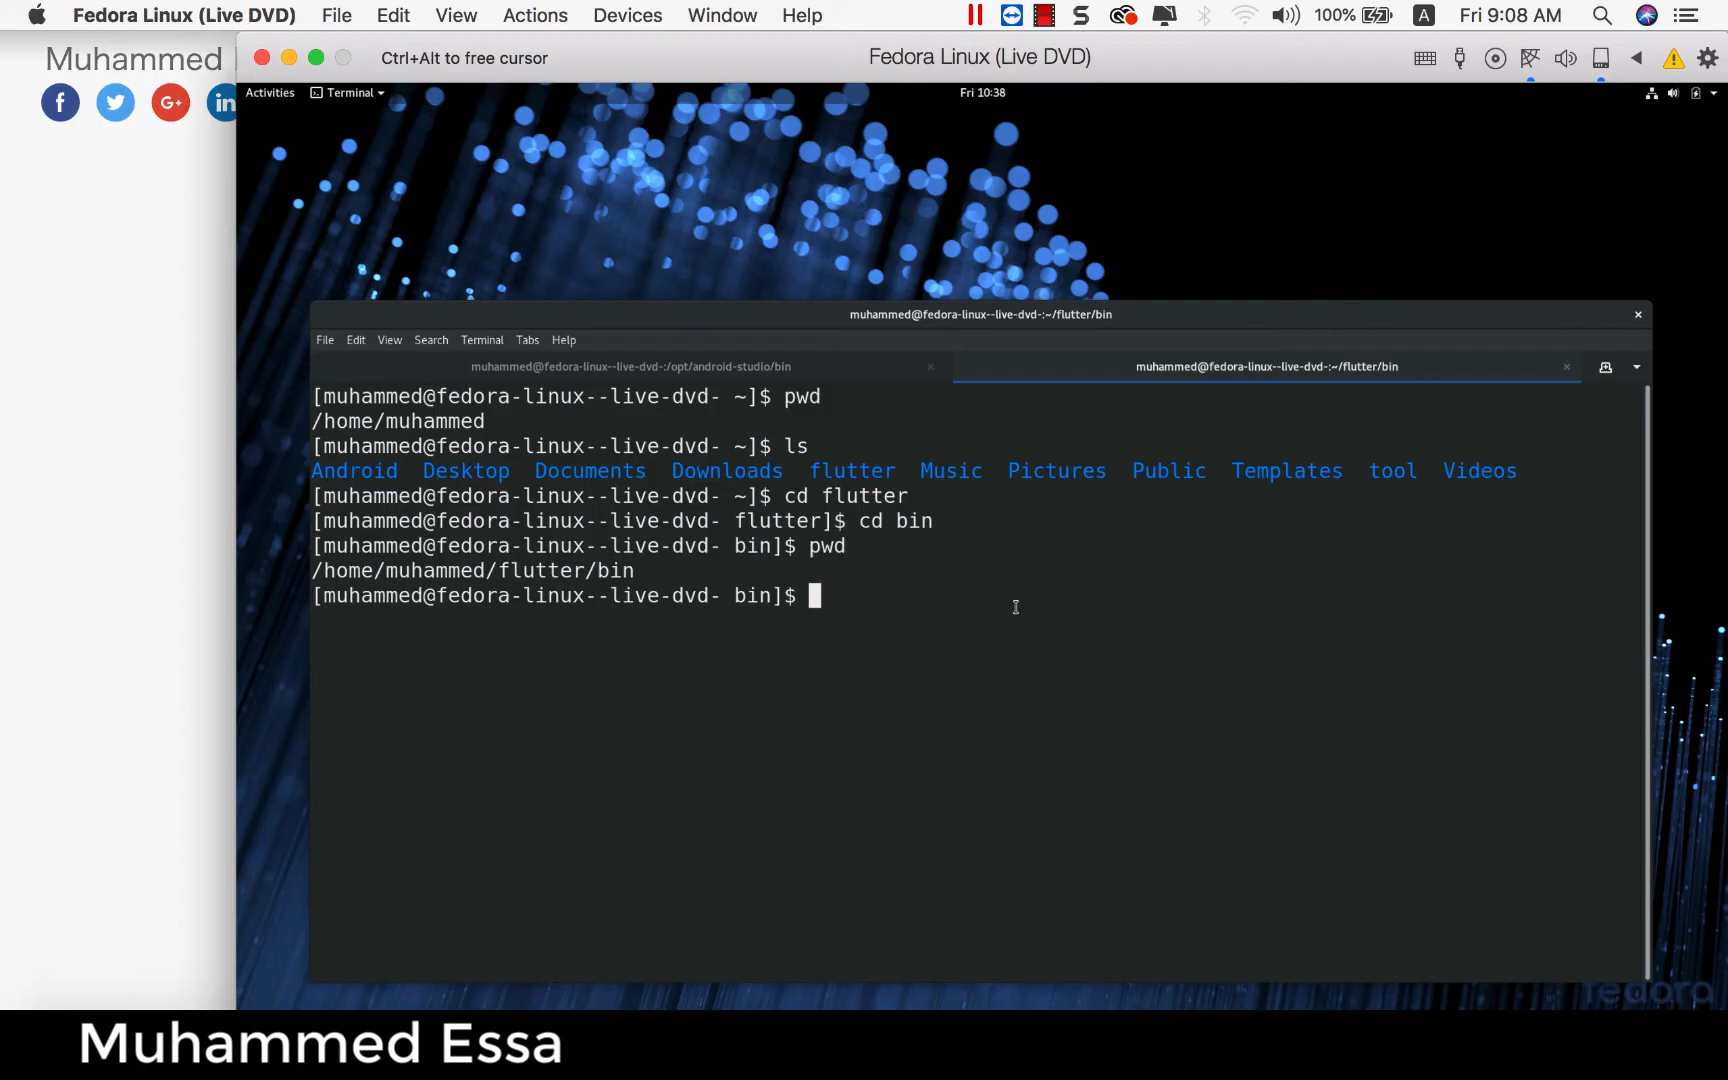 Fedora Linux (Live DVD) File Edit View Actions Devices Window Help 100% A Fri 9:08 AM
Muhammed
Ctrl+Alt to free cursor
Fedora Linux (Live DVD)
f G+ in
Activities Terminal Fri 10:38
muhammed@fedora-linux--live-dvd-:~/flutter/bin
File Edit View Search Terminal Tabs Help
muhammed@fedora-linux--live-dvd-:/opt/android-studio/bin muhammed@fedora-linux--live-dvd-:~/flutter/bin
[muhammed@fedora-linux--live-dvd- ~]$ pwd
/home/muhammed
[muhammed@fedora-linux--live-dvd- ~]$ ls
Android Desktop Documents Downloads flutter Music Pictures Public Templates tool Videos
[muhammed@fedora-linux--live-dvd- ~]$ cd flutter
[muhammed@fedora-linux--live-dvd- flutter]$ cd bin
[muhammed@fedora-linux--live-dvd- bin]$ pwd
/home/muhammed/flutter/bin
[muhammed@fedora-linux--live-dvd- bin]$
fedora
Muhammed Essa